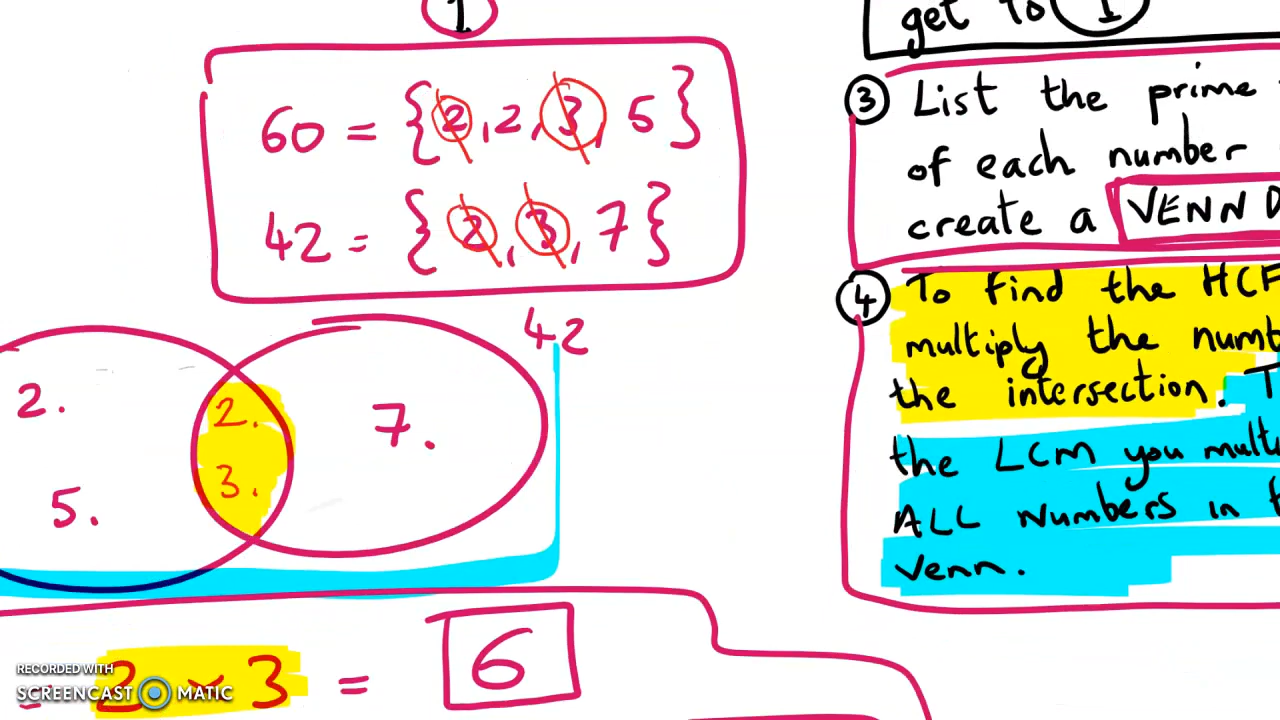 1
60 = {2, 2, 3, 5}
42 = {2, 3, 7}
42
2.
2.
7.
3.
5.
= 2 × 3 = 6
get to 1
3 List the prime
of each number
create a VENN D
4 To find the HCF
multiply the numb
the intersection. T
the LCM you mult
ALL Numbers in t
Venn.
RECORDED WITH
SCREENCAST MATIC